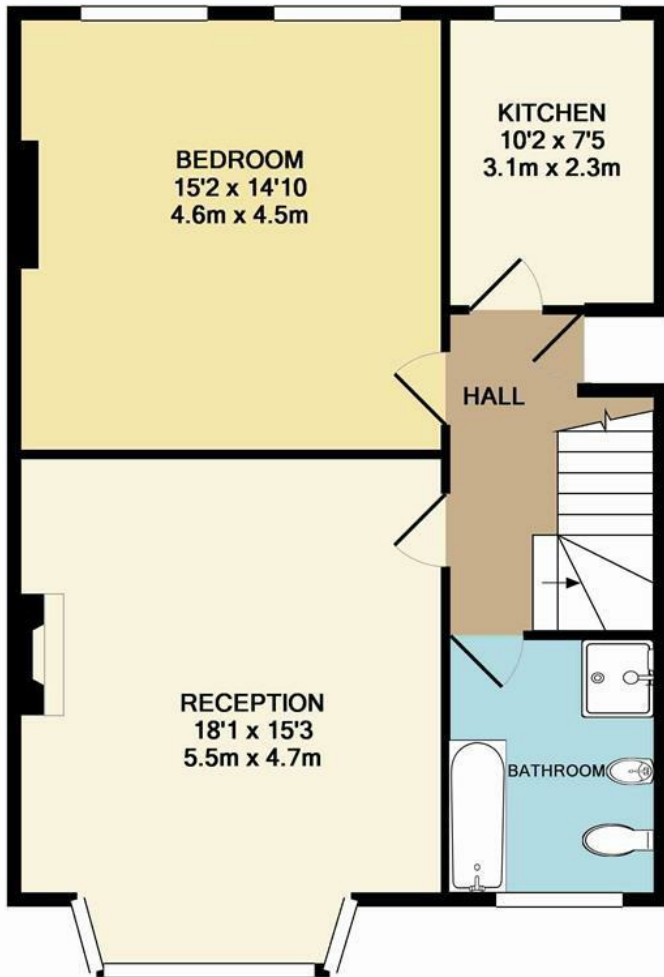 BEDROOM
15'2 x 14'10
4.6m x 4.5m
KITCHEN
10'2 x 7'5
3.1m x 2.3m
HALL
RECEPTION
18'1 x 15'3
5.5m x 4.7m
BATHROOM